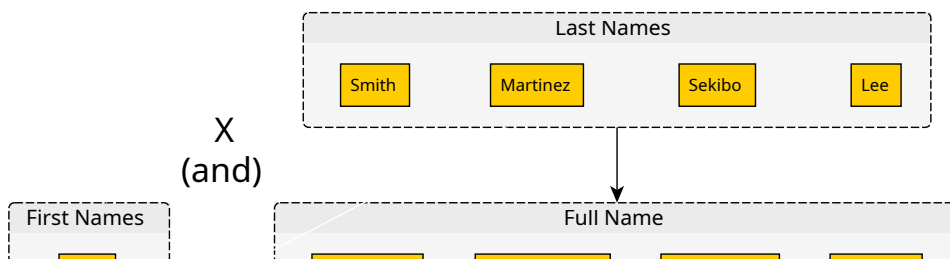 Last Names
Smith Martinez Sekibo Lee
X
(and)
First Names Full Name